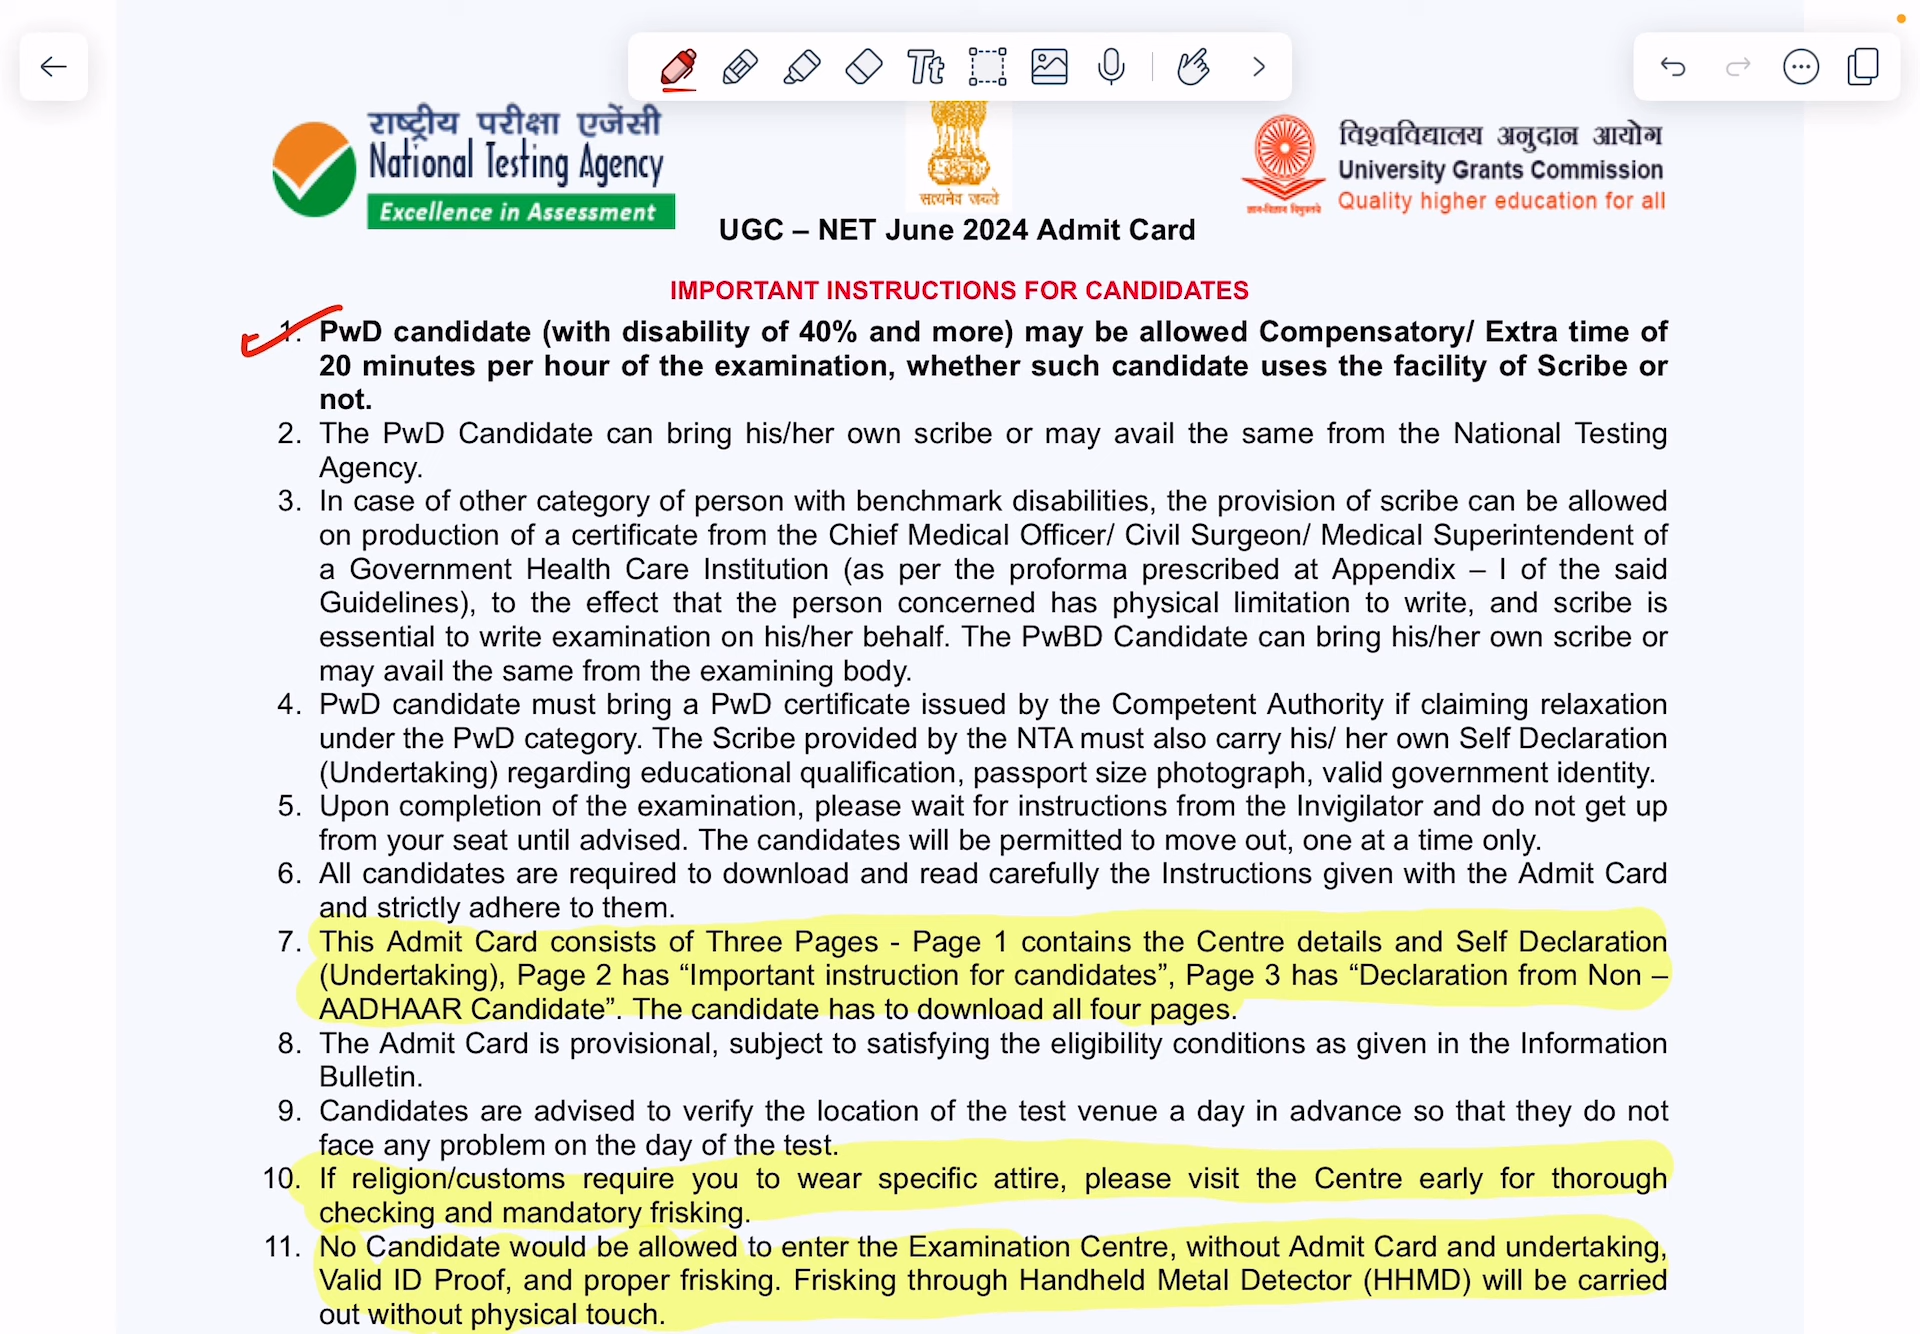 Tt
राष्ट्रीय परीक्षा एजेंसी
National Testing Agency
Excellence in Assessment
सत्यमेव जयते
विश्वविद्यालय अनुदान आयोग
University Grants Commission
Quality higher education for all
ज्ञान-विज्ञान विमुक्तये
UGC – NET June 2024 Admit Card
IMPORTANT INSTRUCTIONS FOR CANDIDATES
1. PwD candidate (with disability of 40% and more) may be allowed Compensatory/ Extra time of
20 minutes per hour of the examination, whether such candidate uses the facility of Scribe or
not.
2. The PwD Candidate can bring his/her own scribe or may avail the same from the National Testing
Agency.
3. In case of other category of person with benchmark disabilities, the provision of scribe can be allowed
on production of a certificate from the Chief Medical Officer/ Civil Surgeon/ Medical Superintendent of
a Government Health Care Institution (as per the proforma prescribed at Appendix – I of the said
Guidelines), to the effect that the person concerned has physical limitation to write, and scribe is
essential to write examination on his/her behalf. The PwBD Candidate can bring his/her own scribe or
may avail the same from the examining body.
4. PwD candidate must bring a PwD certificate issued by the Competent Authority if claiming relaxation
under the PwD category. The Scribe provided by the NTA must also carry his/ her own Self Declaration
(Undertaking) regarding educational qualification, passport size photograph, valid government identity.
5. Upon completion of the examination, please wait for instructions from the Invigilator and do not get up
from your seat until advised. The candidates will be permitted to move out, one at a time only.
6. All candidates are required to download and read carefully the Instructions given with the Admit Card
and strictly adhere to them.
7. This Admit Card consists of Three Pages - Page 1 contains the Centre details and Self Declaration
(Undertaking), Page 2 has “Important instruction for candidates”, Page 3 has “Declaration from Non –
AADHAAR Candidate”. The candidate has to download all four pages.
8. The Admit Card is provisional, subject to satisfying the eligibility conditions as given in the Information
Bulletin.
9. Candidates are advised to verify the location of the test venue a day in advance so that they do not
face any problem on the day of the test.
10. If religion/customs require you to wear specific attire, please visit the Centre early for thorough
checking and mandatory frisking.
11. No Candidate would be allowed to enter the Examination Centre, without Admit Card and undertaking,
Valid ID Proof, and proper frisking. Frisking through Handheld Metal Detector (HHMD) will be carried
out without physical touch.